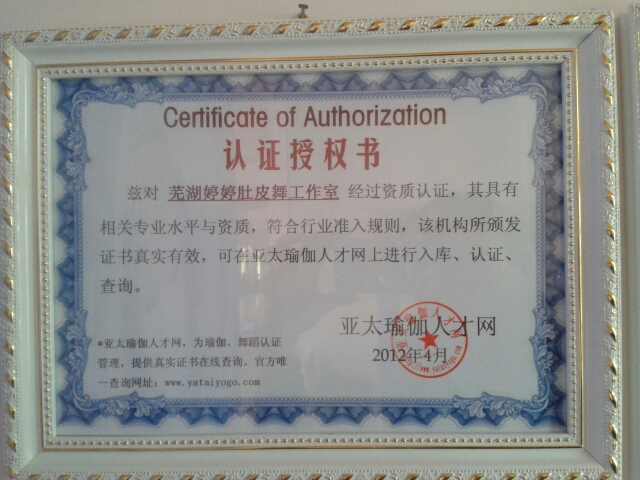 Certificate of Authorization
认证授权书
兹对 芜湖婷婷肚皮舞工作室 经过资质认证，其具有
相关专业水平与资质，符合行业准入规则，该机构所颁发
证书真实有效，可在亚太瑜伽人才网上进行入库、认证、
查询。
亚太瑜伽人才网
2012年4月
*亚太瑜伽人才网，为瑜伽、舞蹈认证
管理，提供真实证书在线查询、官方唯
一查询网址：www.yataiyogo.com